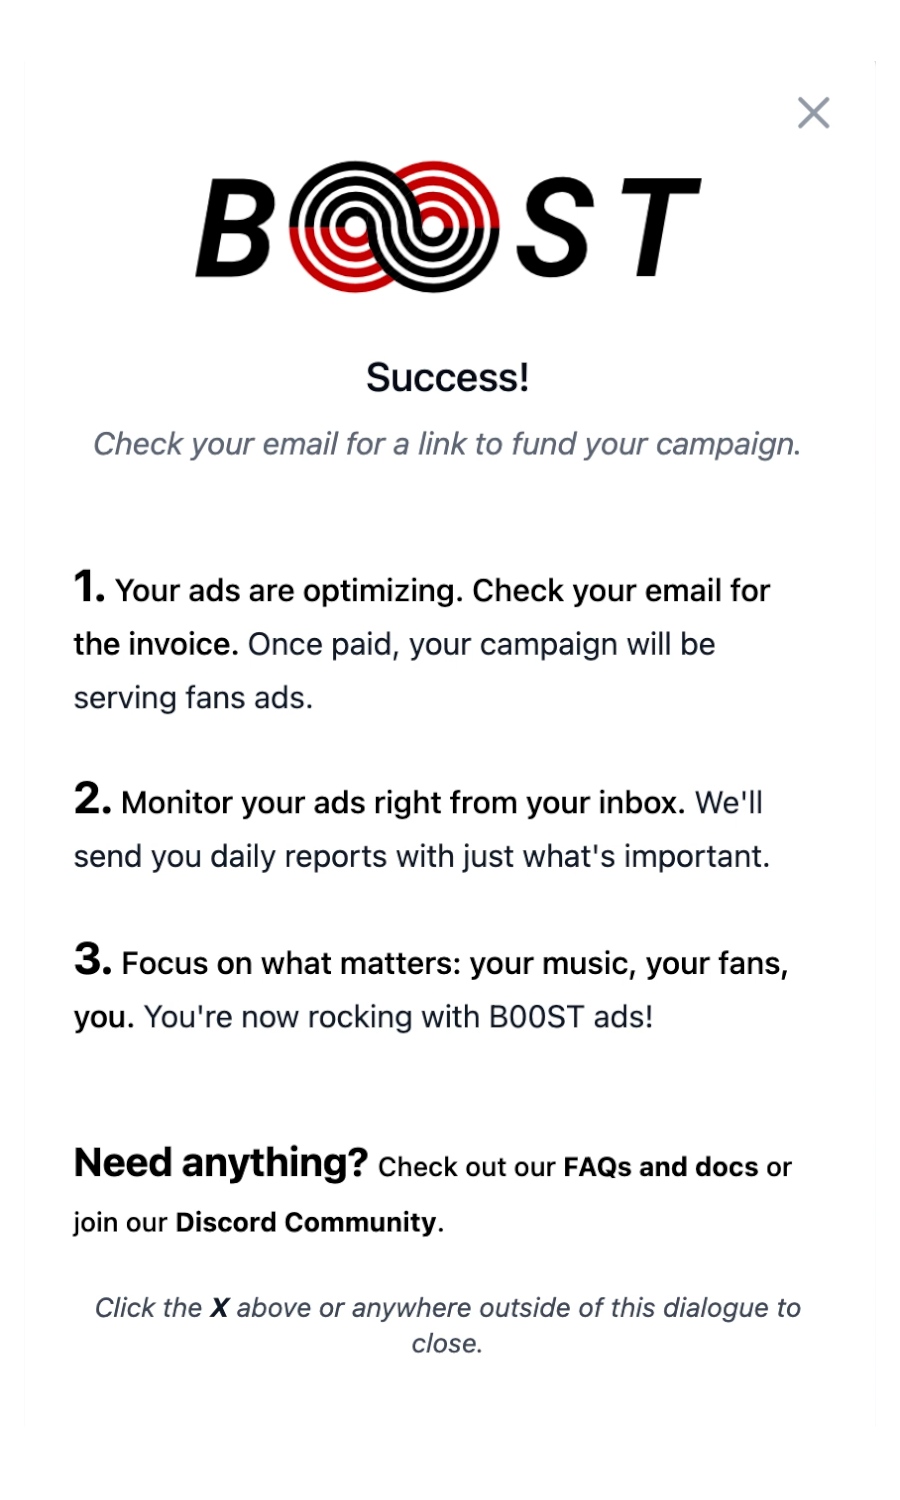 BOOST
Success!
Check your email for a link to fund your campaign.
1. Your ads are optimizing. Check your email for
the invoice. Once paid, your campaign will be
serving fans ads.
2. Monitor your ads right from your inbox. We'll
send you daily reports with just what's important.
3. Focus on what matters: your music, your fans,
you. You're now rocking with B00ST ads!
Need anything? Check out our FAQs and docs or
join our Discord Community.
Click the X above or anywhere outside of this dialogue to
close.